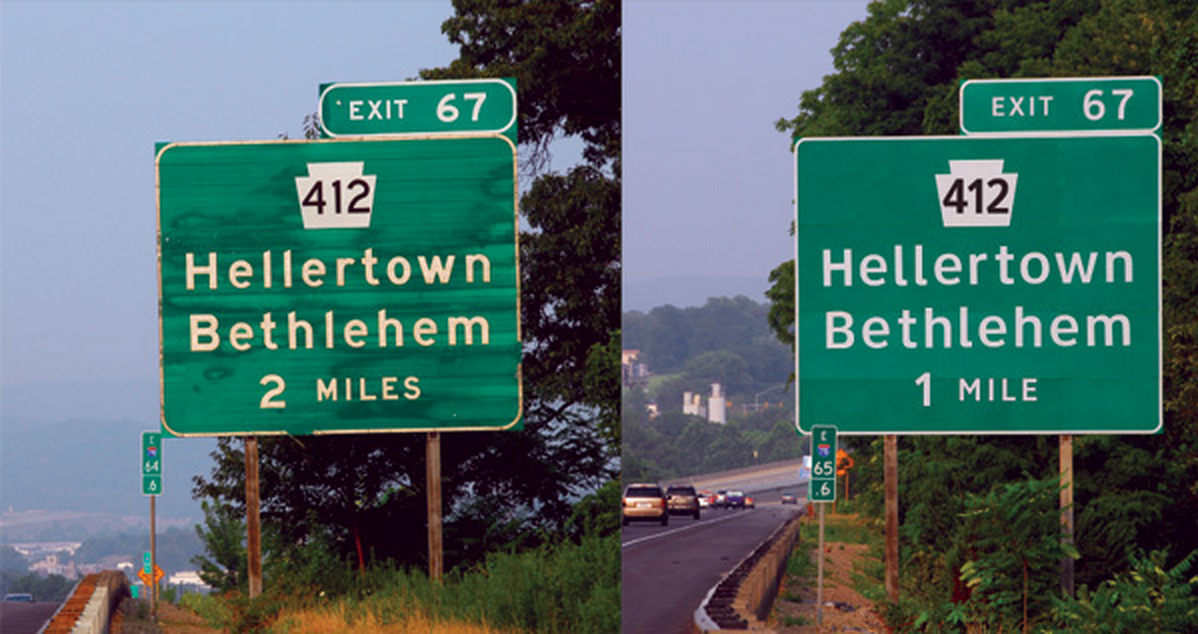 EXIT 67
412
Hellertown
Bethlehem
2 MILES
E
64
.6
EXIT 67
412
Hellertown
Bethlehem
1 MILE
E
65
.6